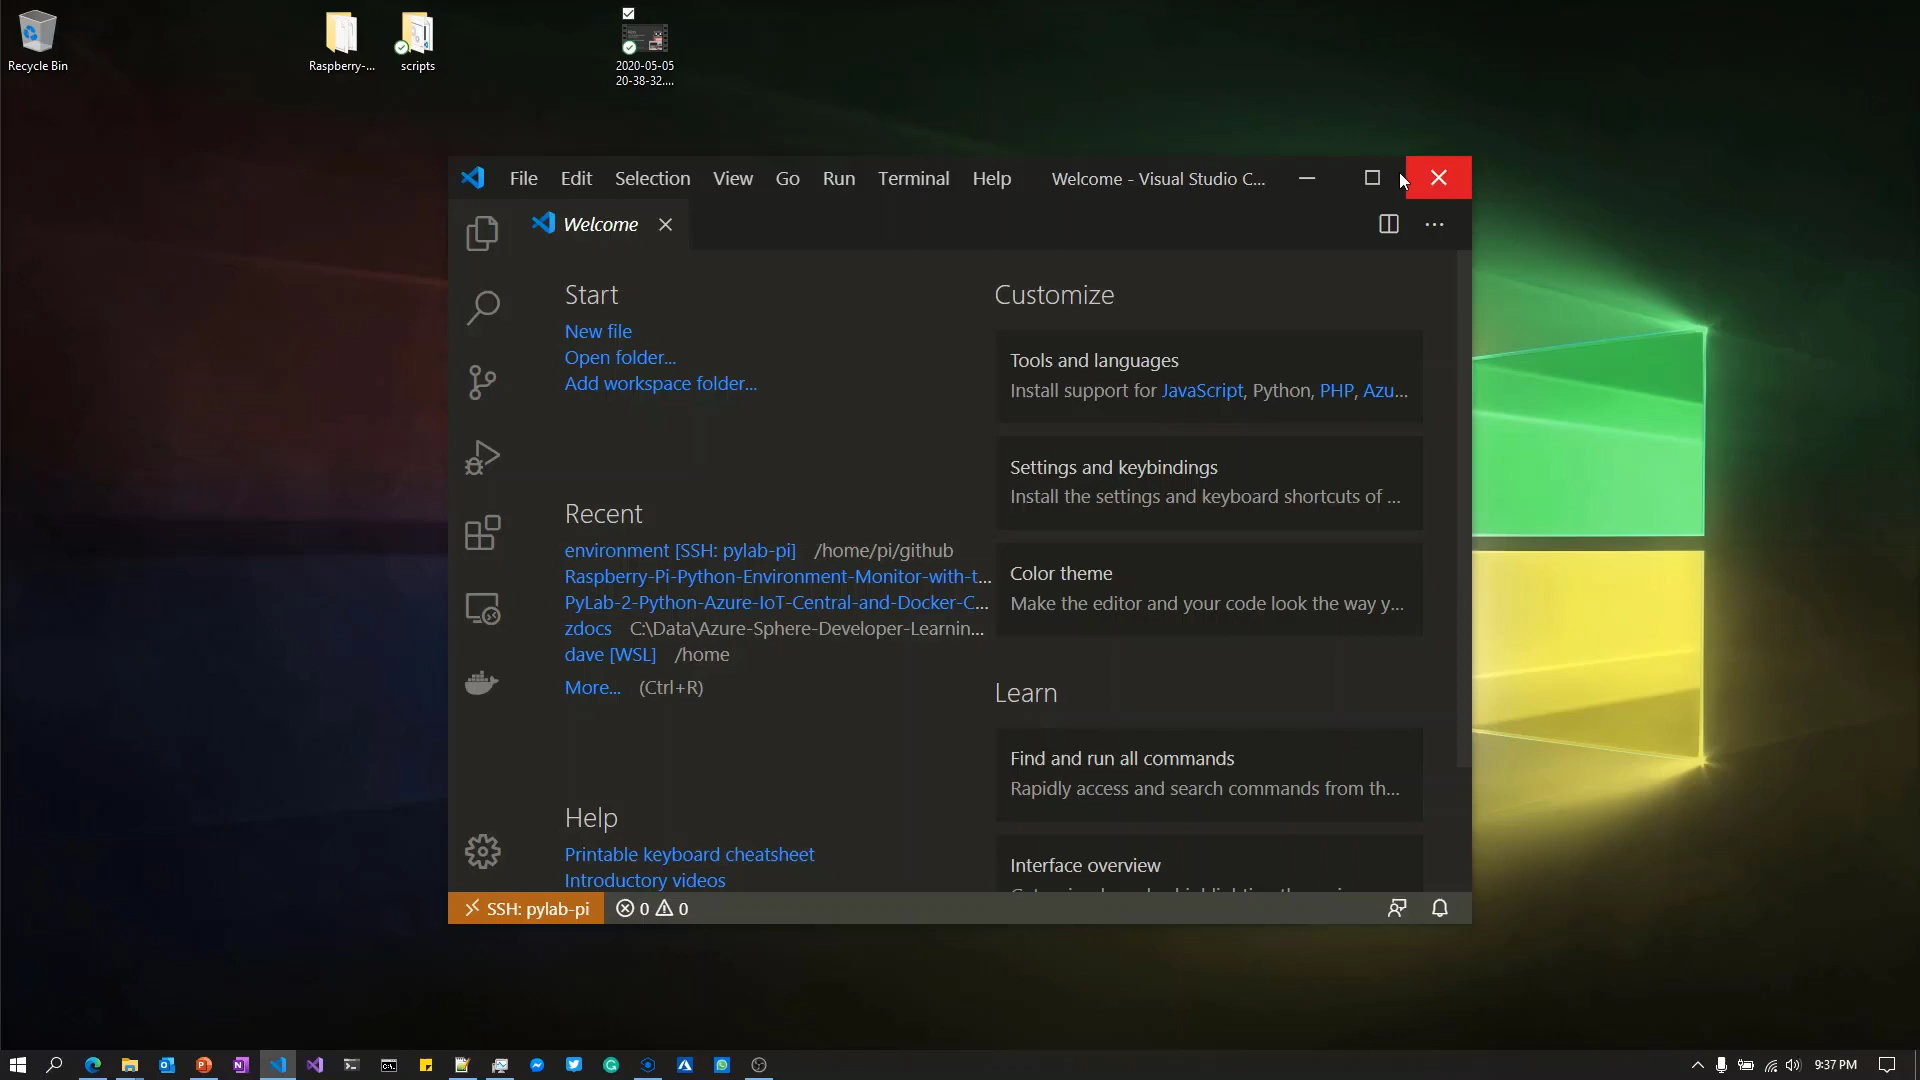 Recycle Bin
Raspberry-...
scripts
2020-05-05
20-38-32....
File Edit Selection View Go Run Terminal Help Welcome - Visual Studio C...
Welcome
Start
New file
Open folder...
Add workspace folder...
Recent
environment [SSH: pylab-pi] /home/pi/github
Raspberry-Pi-Python-Environment-Monitor-with-t...
PyLab-2-Python-Azure-IoT-Central-and-Docker-C...
zdocs C:\Data\Azure-Sphere-Developer-Learnin...
dave [WSL] /home
More... (Ctrl+R)
Help
Printable keyboard cheatsheet
Introductory videos
Customize
Tools and languages
Install support for JavaScript, Python, PHP, Azu...
Settings and keybindings
Install the settings and keyboard shortcuts of ...
Color theme
Make the editor and your code look the way y...
Learn
Find and run all commands
Rapidly access and search commands from th...
Interface overview
SSH: pylab-pi 0 0
9:37 PM